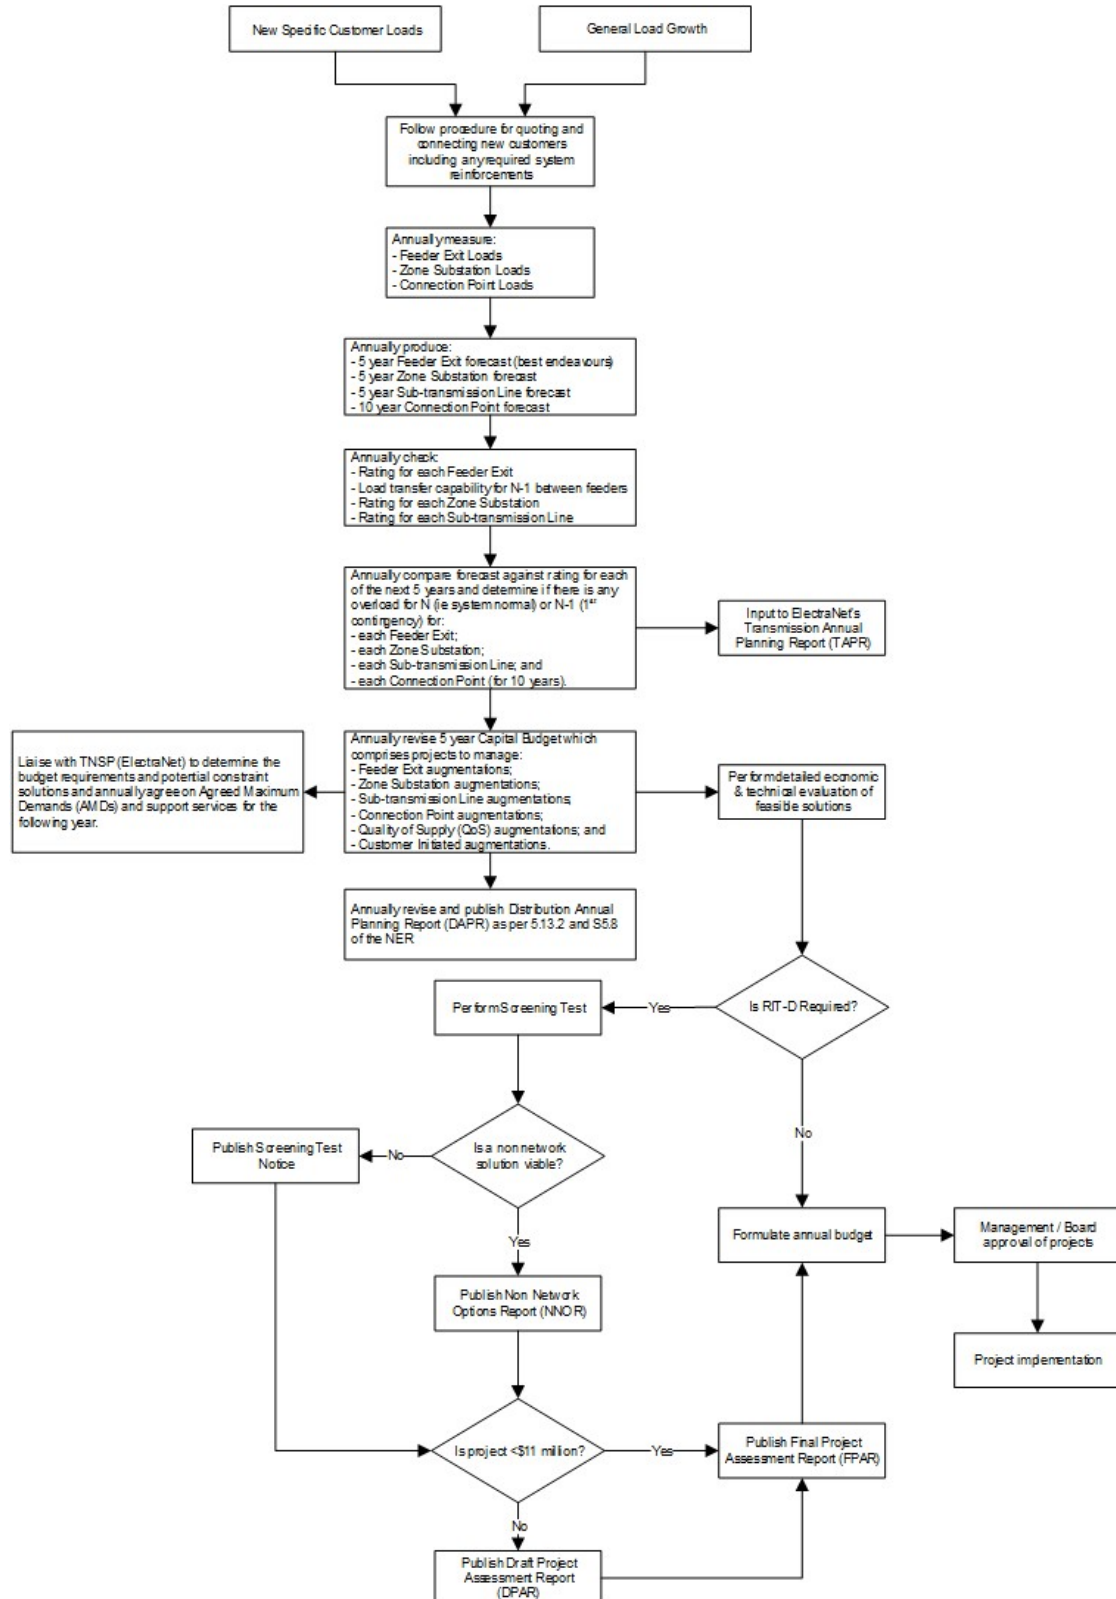 New Specific Customer Loads
General Load Growth
Follow procedure for quoting and
connecting new customers
including any required system
reinforcements
Annually measure:
- Feeder Exit Loads
- Zone Substation Loads
- Connection Point Loads
Annually produce:
- 5 year Feeder Exit forecast (best endeavours)
- 5 year Zone Substation forecast
- 5 year Sub-transmission Line forecast
- 10 year Connection Point forecast
Annually check:
- Rating for each Feeder Exit
- Load transfer capability for N-1 between feeders
- Rating for each Zone Substation
- Rating for each Sub-transmission Line
Annually compare forecast against rating for each
of the next 5 years and determine if there is any
overload for N (ie system normal) or N-1 (1st
contingency) for:
- each Feeder Exit;
- each Zone Substation;
- each Sub-transmission Line; and
- each Connection Point (for 10 years).
Input to ElectraNet's
Transmission Annual
Planning Report (TAPR)
Liaise with TNSP (ElectraNet) to determine the
budget requirements and potential constraint
solutions and annually agree on Agreed Maximum
Demands (AMDs) and support services for the
following year.
Annually revise 5 year Capital Budget which
comprises projects to manage:
- Feeder Exit augmentations;
- Zone Substation augmentations;
- Sub-transmission Line augmentations;
- Connection Point augmentations;
- Quality of Supply (QoS) augmentations; and
- Customer Initiated augmentations.
Perform detailed economic
& technical evaluation of
feasible solutions
Annually revise and publish Distribution Annual
Planning Report (DAPR) as per 5.13.2 and S5.8
of the NER
Perform Screening Test
Yes
Is RIT-D Required?
No
Publish Screening Test
Notice
No
Is a non network
solution viable?
Yes
Formulate annual budget
Management / Board
approval of projects
Publish Non Network
Options Report (NNOR)
Project implementation
Is project <$11 million?
Yes
Publish Final Project
Assessment Report (FPAR)
No
Publish Draft Project
Assessment Report
(DPAR)